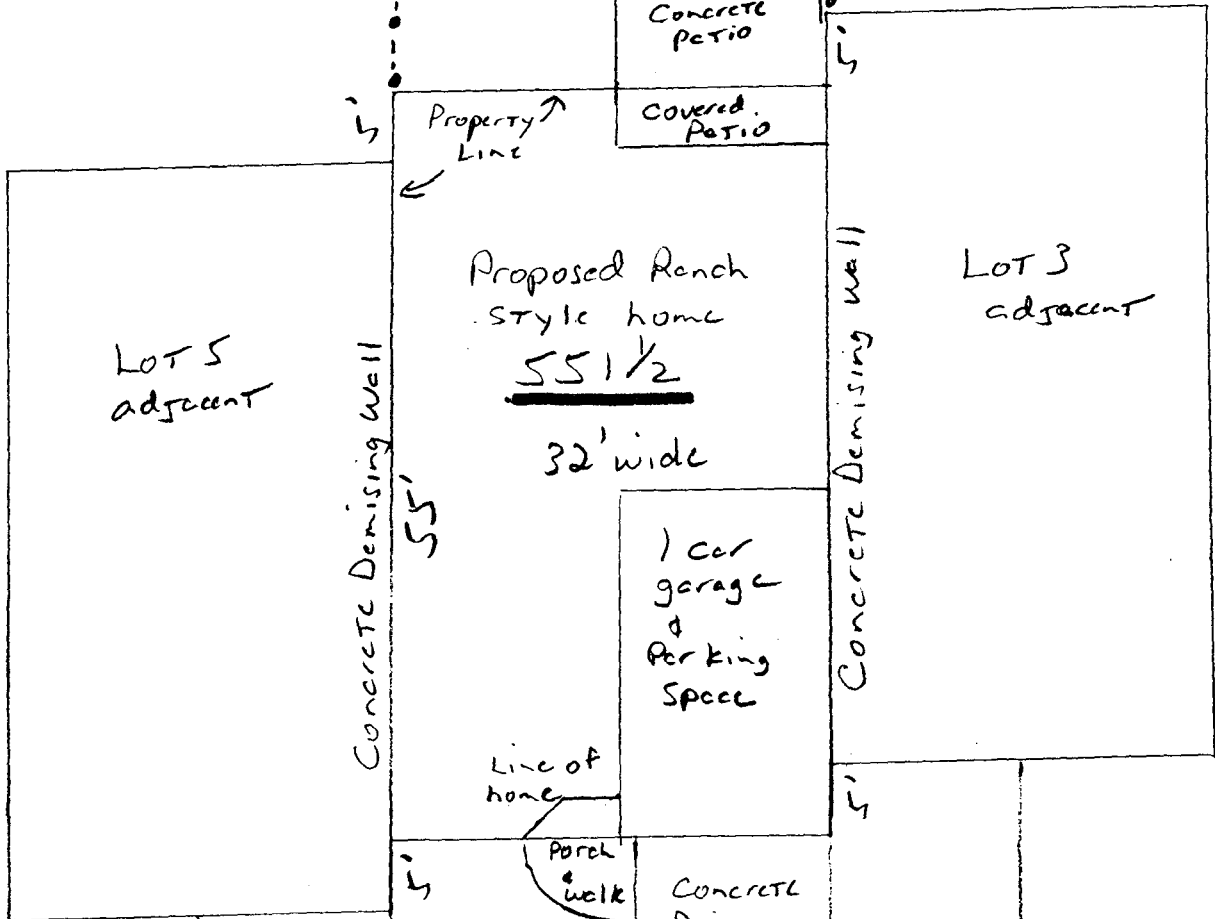 Concrete
Patio
5'
5'
Property
Line
Covered
Patio
Proposed Ranch
Style home
551 1/2
32' wide
Lot 5
adjacent
Lot 3
adjacent
Concrete Demising Wall
55'
Concrete Demising Wall
1 Car
garage
&
Parking
Space
Line of
home
5'
5'
Porch
&
walk
Concrete